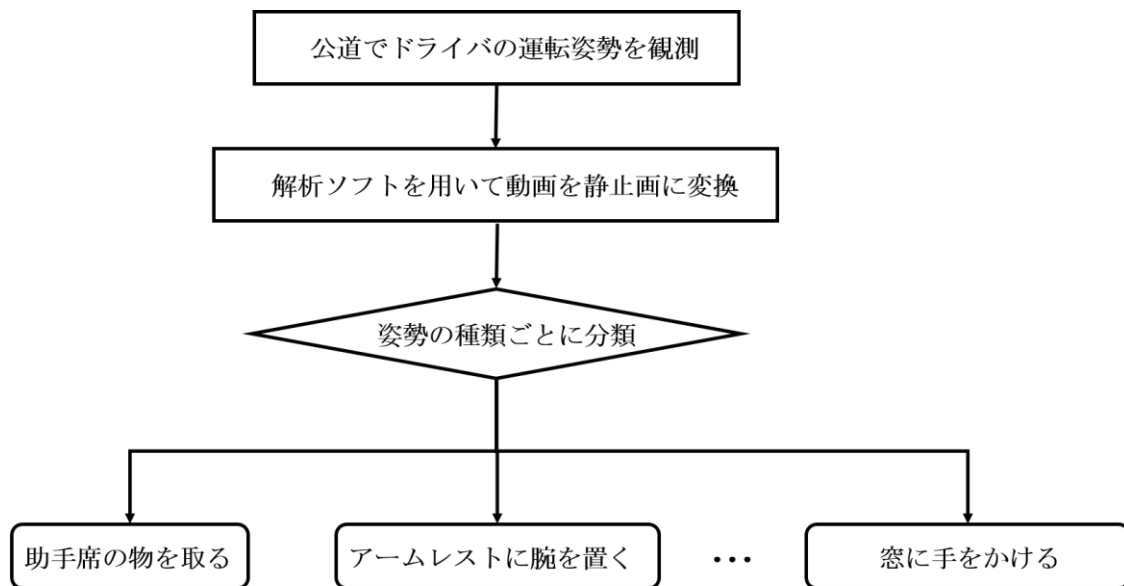 公道でドライバの運転姿勢を観測
解析ソフトを用いて動画を静止画に変換
姿勢の種類ごとに分類
助手席の物を取る
アームレストに腕を置く
…
窓に手をかける